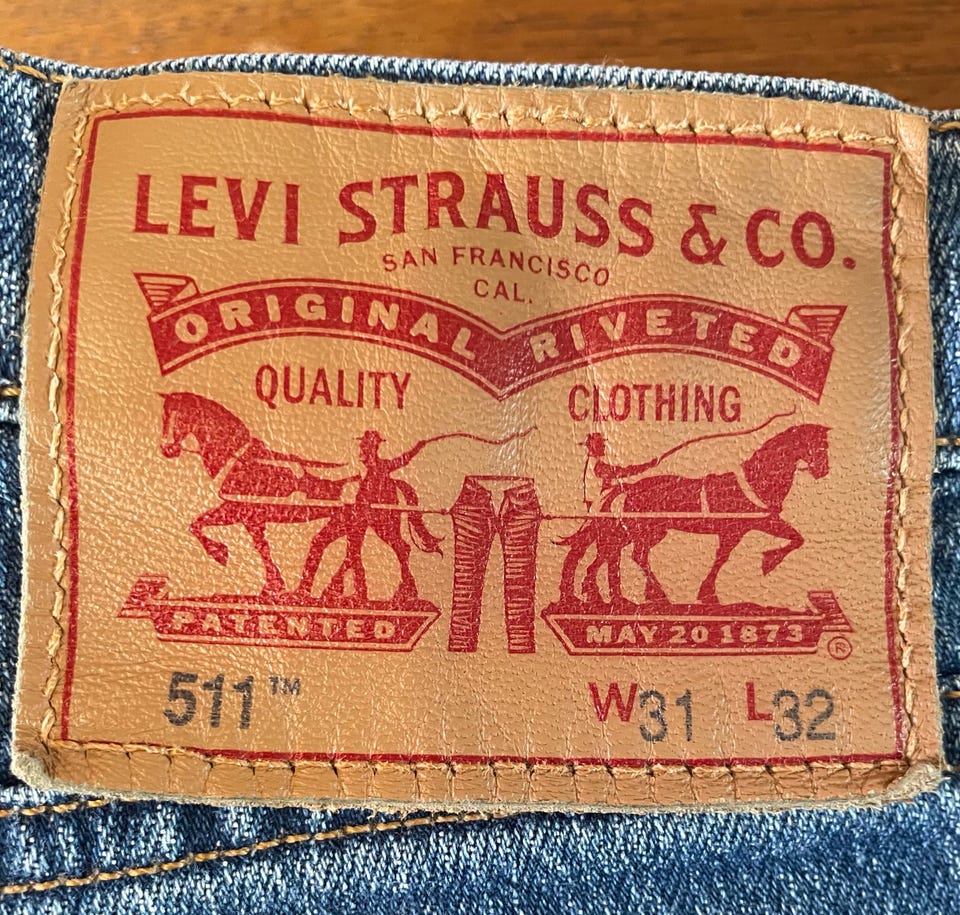 LEVI STRAUSS & CO.
SAN FRANCISCO
CAL.
ORIGINAL RIVETED
QUALITY CLOTHING
PATENTED MAY 20 1873 ®
511™ W31 L32